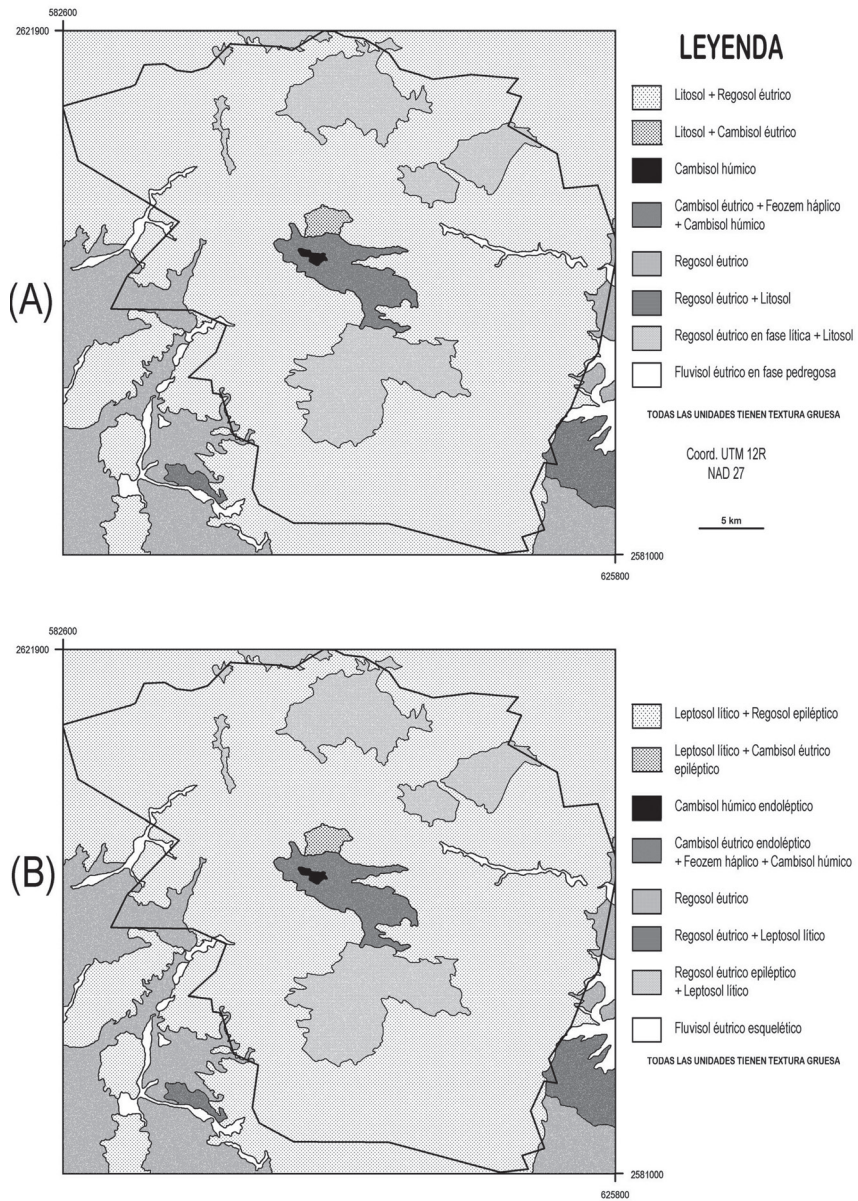 582600
2621900
(A)
LEYENDA
Litosol + Regosol éutrico
Litosol + Cambisol éutrico
Cambisol húmico
Cambisol éutrico + Feozem háplico
+ Cambisol húmico
Regosol éutrico
Regosol éutrico + Litosol
Regosol éutrico en fase lítica + Litosol
Fluvisol éutrico en fase pedregosa
TODAS LAS UNIDADES TIENEN TEXTURA GRUESA
Coord. UTM 12R
NAD 27
5 km
2581000
625800
582600
2621900
(B)
Leptosol lítico + Regosol epiléptico
Leptosol lítico + Cambisol éutrico
epiléptico
Cambisol húmico endoléptico
Cambisol éutrico endoléptico
+ Feozem háplico + Cambisol húmico
Regosol éutrico
Regosol éutrico + Leptosol lítico
Regosol éutrico epiléptico
+ Leptosol lítico
Fluvisol éutrico esquelético
TODAS LAS UNIDADES TIENEN TEXTURA GRUESA
2581000
625800